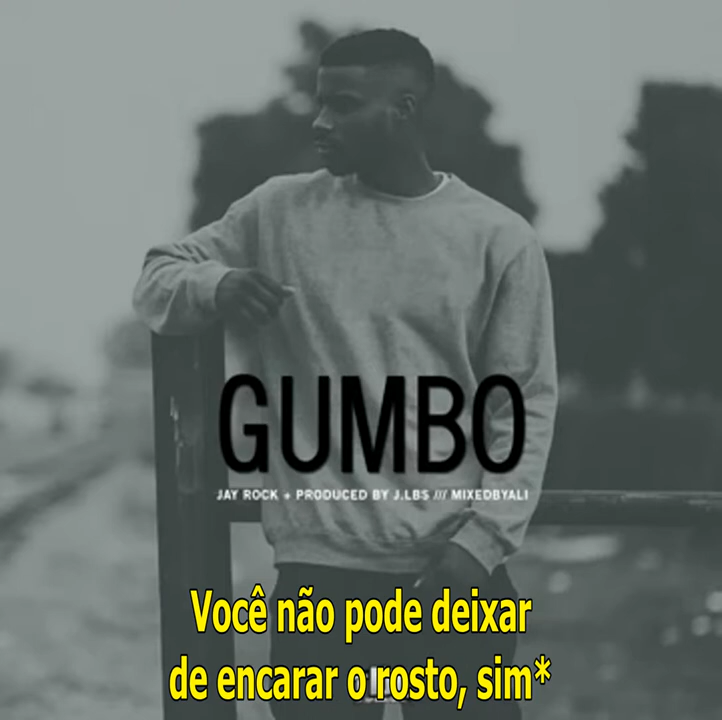 GUMBO
JAY ROCK + PRODUCED BY J.LBS /// MIXEDBYALI
Você não pode deixar
de encarar o rosto, sim*